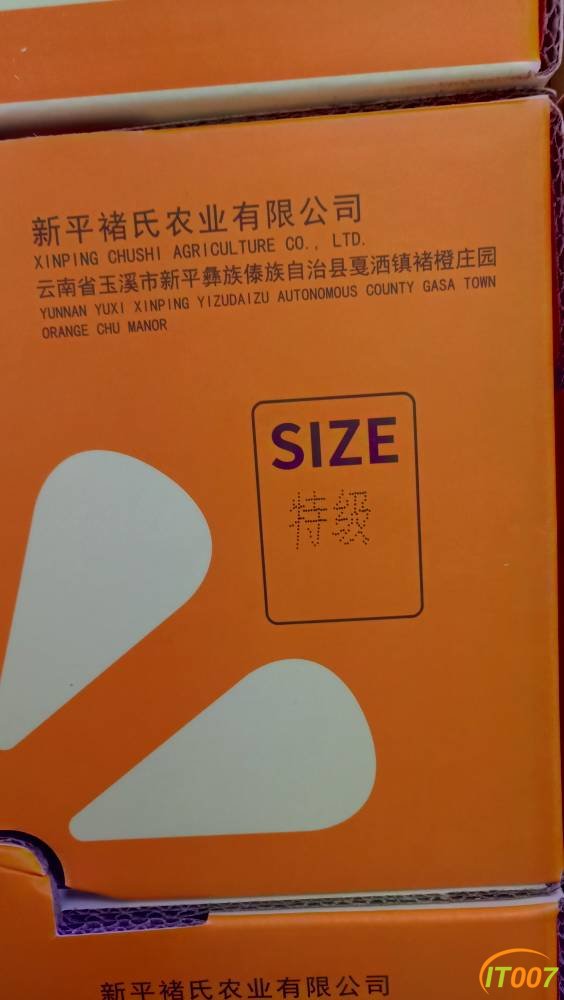 新平褚氏农业有限公司
XINPING CHUSHI AGRICULTURE CO., LTD.
云南省玉溪市新平彝族傣族自治县戛洒镇褚橙庄园
YUNNAN YUXI XINPING YIZUDAIZU AUTONOMOUS COUNTY GASA TOWN
ORANGE CHU MANOR
SIZE
特级
新平褚氏农业有限公司
IT007